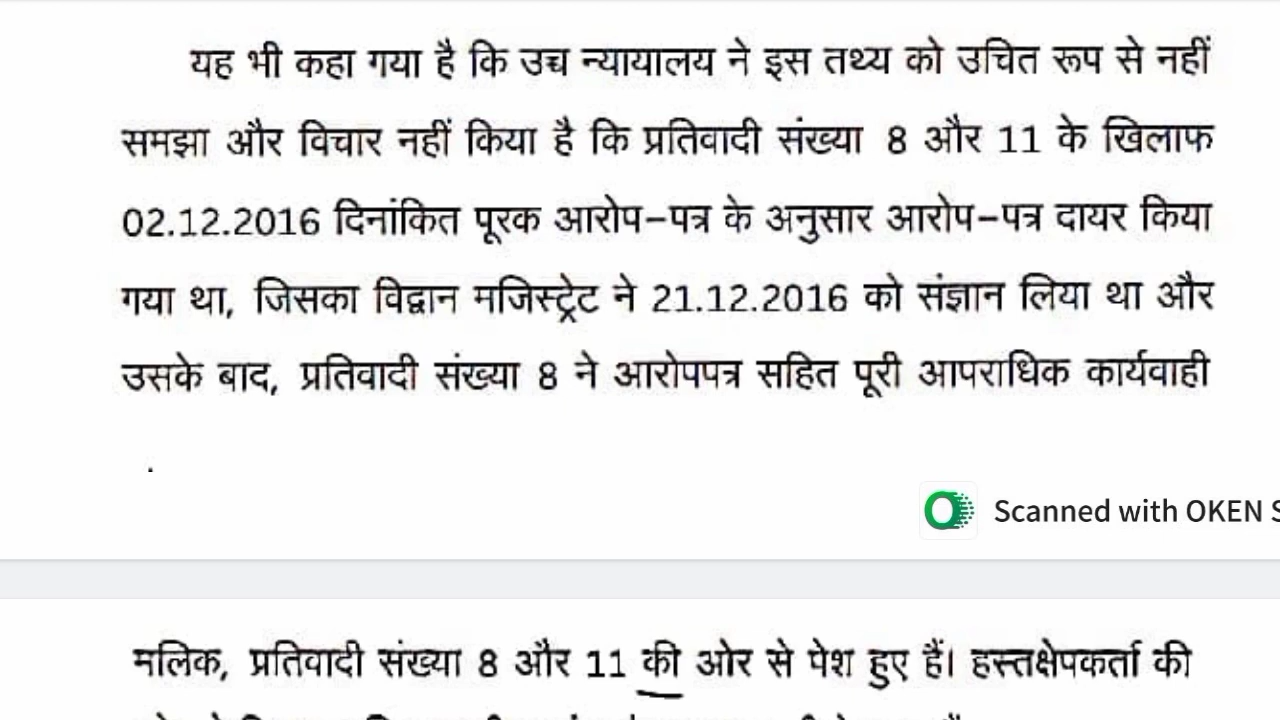 यह भी कहा गया है कि उच्च न्यायालय ने इस तथ्य को उचित रूप से नहीं
समझा और विचार नहीं किया है कि प्रतिवादी संख्या 8 और 11 के खिलाफ
02.12.2016 दिनांकित पूरक आरोप–पत्र के अनुसार आरोप–पत्र दायर किया
गया था, जिसका विद्वान मजिस्ट्रेट ने 21.12.2016 को संज्ञान लिया था और
उसके बाद, प्रतिवादी संख्या 8 ने आरोपपत्र सहित पूरी आपराधिक कार्यवाही
.
Scanned with OKEN S
मलिक, प्रतिवादी संख्या 8 और 11 की ओर से पेश हुए हैं। हस्तक्षेपकर्ता की